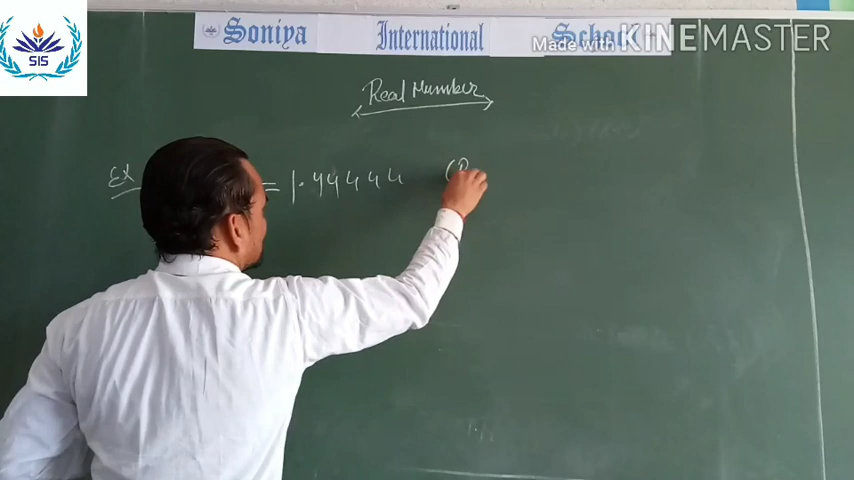 Soniya International School
SIS
Made with KINEMASTER
Real Number
Ex = 1.44444 (R